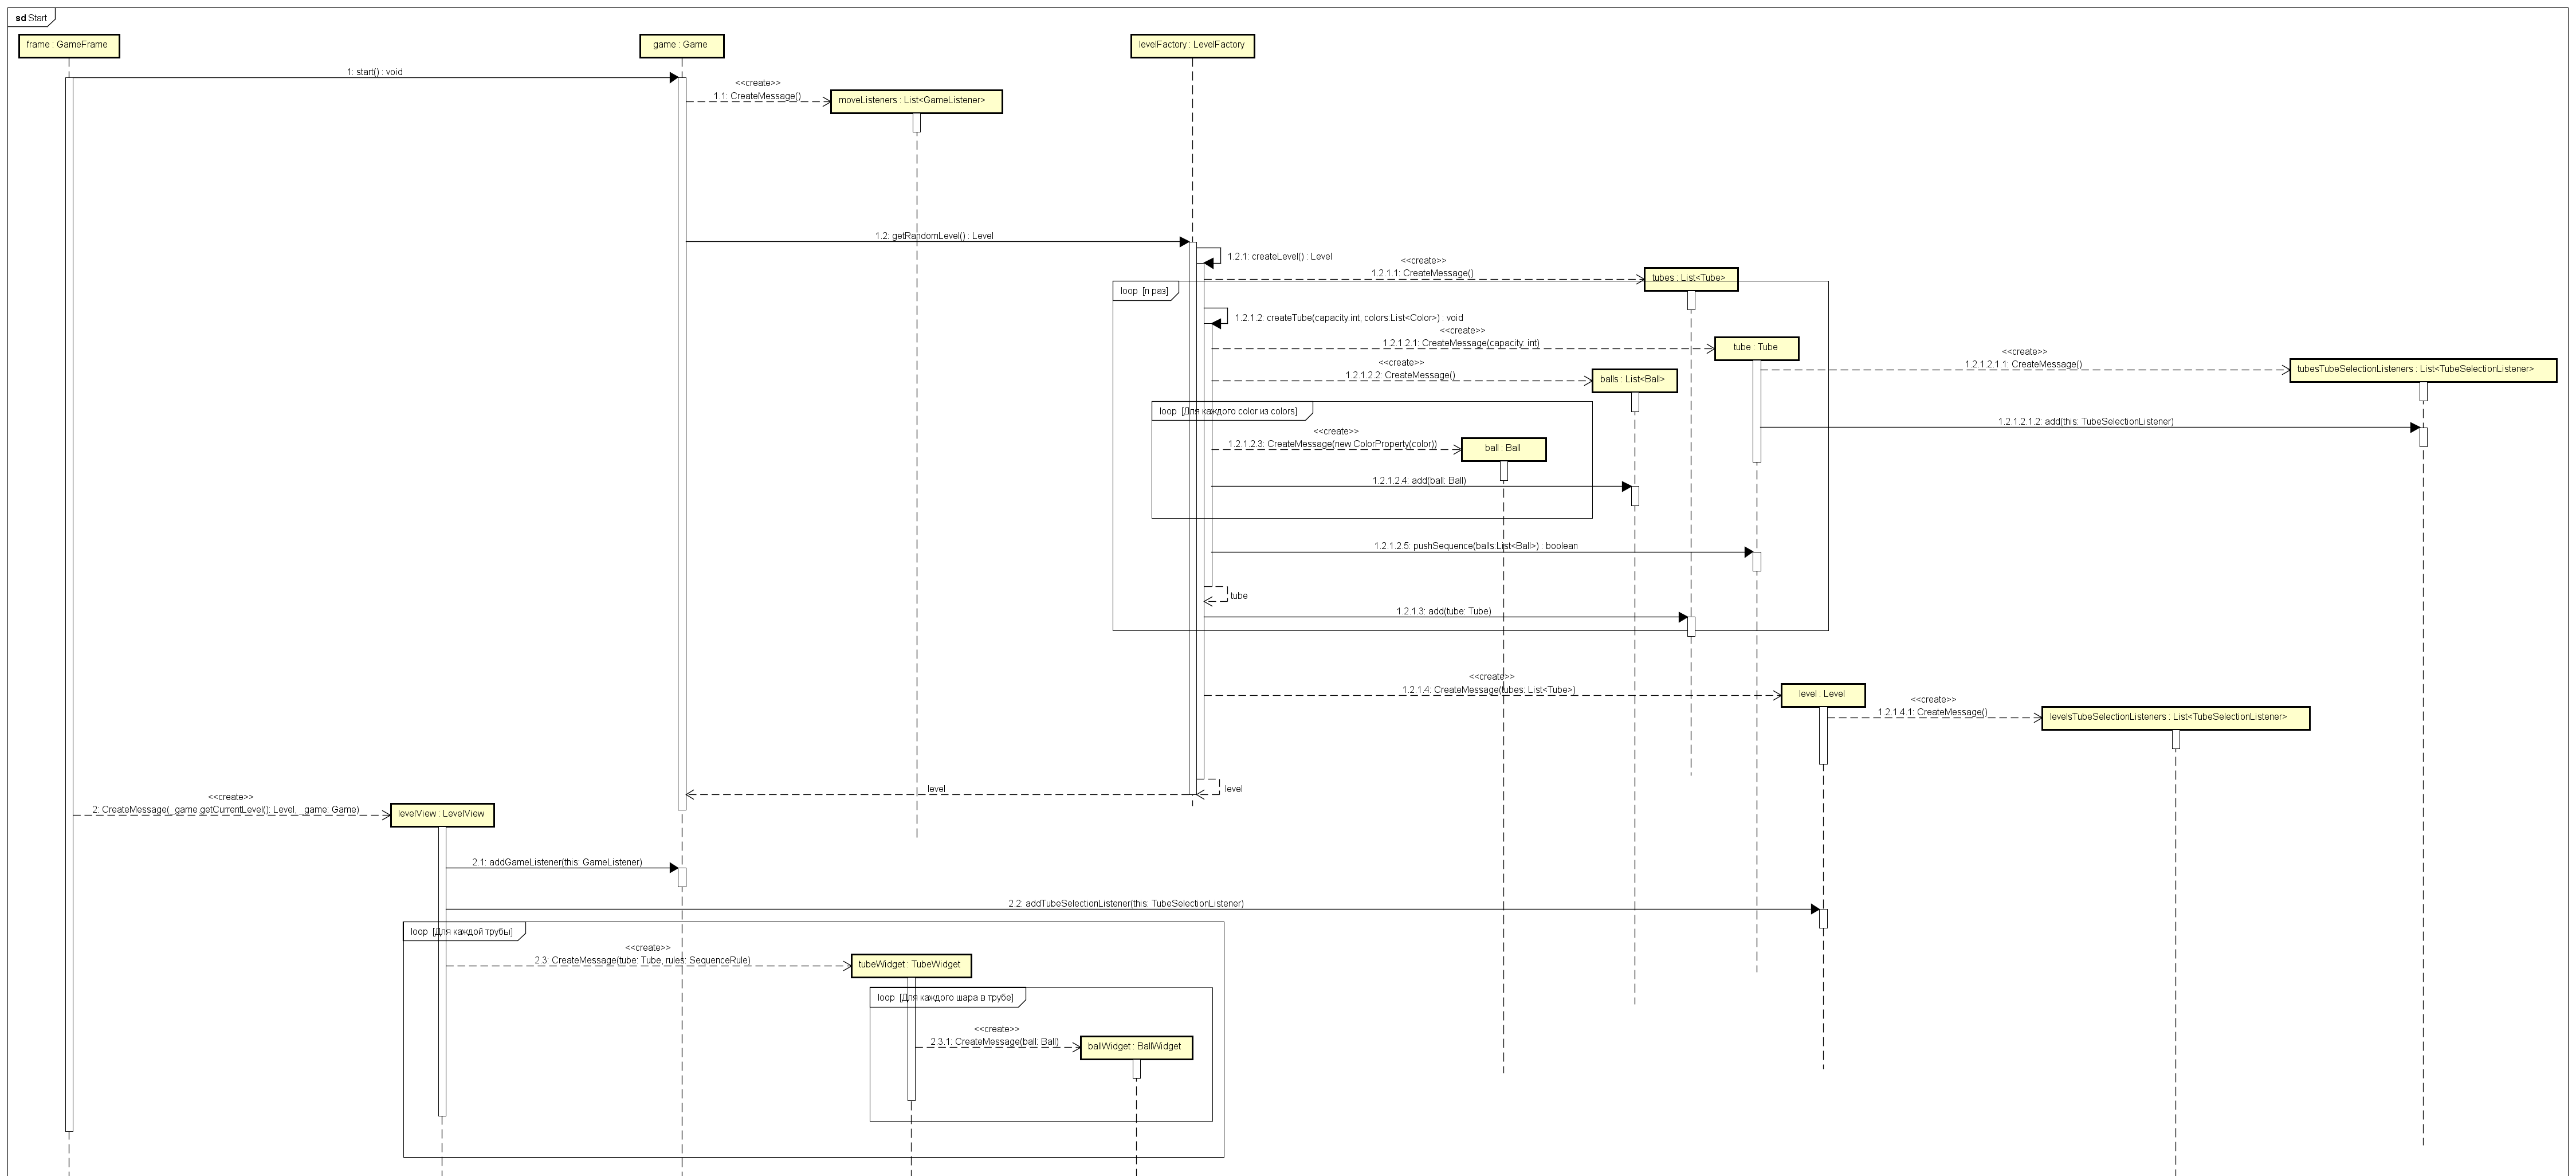 sd Start
frame : GameFrame
game : Game
levelFactory : LevelFactory
1: start() : void
<<create>>
1.1: CreateMessage()
moveListeners : List<GameListener>
1.2: getRandomLevel() : Level
1.2.1: createLevel() : Level
<<create>>
1.2.1.1: CreateMessage()
tubes : List<Tube>
loop [n раз]
1.2.1.2: createTube(capacity:int, colors:List<Color>) : void
<<create>>
1.2.1.2.1: CreateMessage(capacity: int)
tube : Tube
<<create>>
1.2.1.2.1.1: CreateMessage()
tubesTubeSelectionListeners : List<TubeSelectionListener>
<<create>>
1.2.1.2.2: CreateMessage()
balls : List<Ball>
loop [Для каждого color из colors]
1.2.1.2.1.2: add(this: TubeSelectionListener)
<<create>>
1.2.1.2.3: CreateMessage(new ColorProperty(color))
ball : Ball
1.2.1.2.4: add(ball: Ball)
1.2.1.2.5: pushSequence(balls:List<Ball>) : boolean
tube
1.2.1.3: add(tube: Tube)
<<create>>
1.2.1.4: CreateMessage(tubes: List<Tube>)
level : Level
<<create>>
1.2.1.4.1: CreateMessage()
levelsTubeSelectionListeners : List<TubeSelectionListener>
level
level
<<create>>
2: CreateMessage(_game.getCurrentLevel(): Level, _game: Game)
levelView : LevelView
2.1: addGameListener(this: GameListener)
2.2: addTubeSelectionListener(this: TubeSelectionListener)
loop [Для каждой трубы]
<<create>>
2.3: CreateMessage(tube: Tube, rules: SequenceRule)
tubeWidget : TubeWidget
loop [Для каждого шара в трубе]
<<create>>
2.3.1: CreateMessage(ball: Ball)
ballWidget : BallWidget